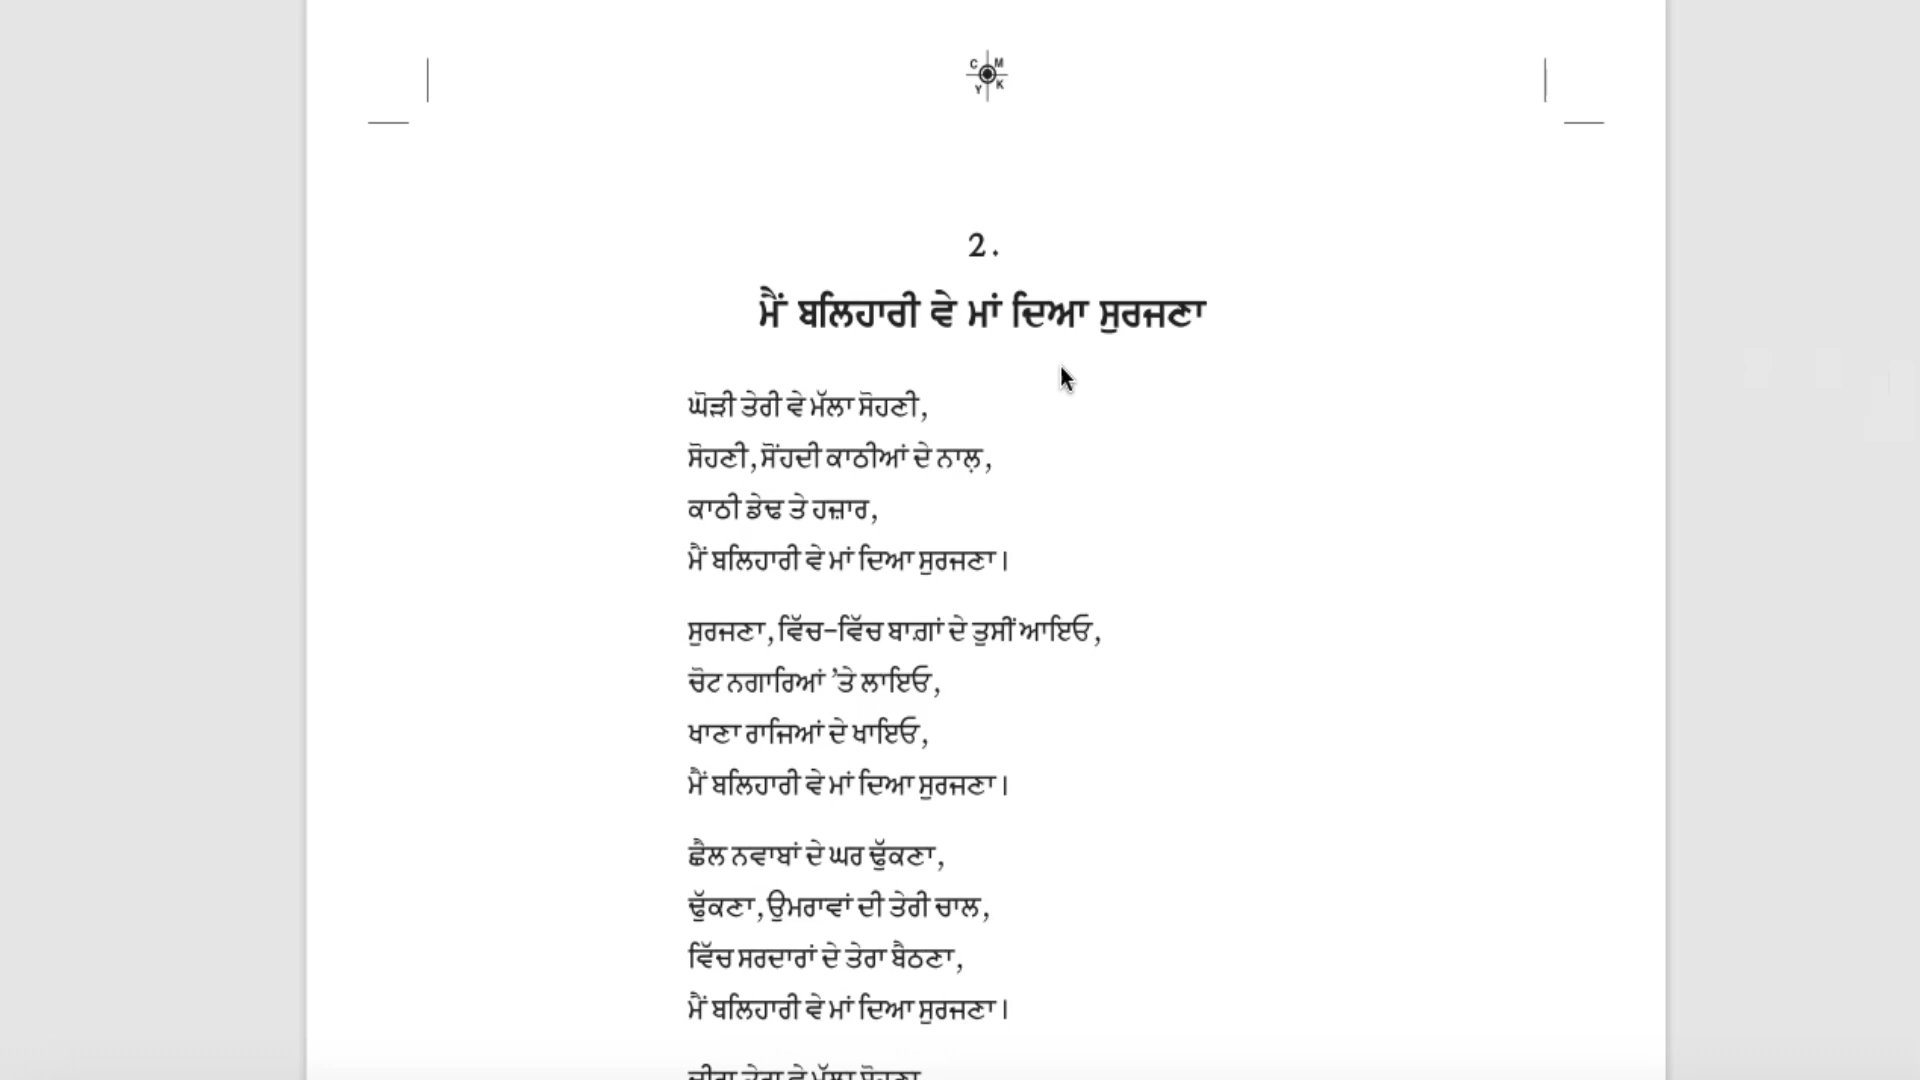 C M
Y K
2.
ਮੈਂ ਬਲਿਹਾਰੀ ਵੇ ਮਾਂ ਦਿਆ ਸੁਰਜਣਾ
ਘੋੜੀ ਤੇਰੀ ਵੇ ਮੱਲਾ ਸੋਹਣੀ,
ਸੋਹਣੀ, ਸੋਂਹਦੀ ਕਾਠੀਆਂ ਦੇ ਨਾਲ਼,
ਕਾਠੀ ਡੇਢ ਤੇ ਹਜ਼ਾਰ,
ਮੈਂ ਬਲਿਹਾਰੀ ਵੇ ਮਾਂ ਦਿਆ ਸੁਰਜਣਾ।
ਸੁਰਜਣਾ, ਵਿੱਚ-ਵਿੱਚ ਬਾਗ਼ਾਂ ਦੇ ਤੁਸੀਂ ਆਇਓ,
ਚੋਟ ਨਗਾਰਿਆਂ ’ਤੇ ਲਾਇਓ,
ਖਾਣਾ ਰਾਜਿਆਂ ਦੇ ਖਾਇਓ,
ਮੈਂ ਬਲਿਹਾਰੀ ਵੇ ਮਾਂ ਦਿਆ ਸੁਰਜਣਾ।
ਛੈਲ ਨਵਾਬਾਂ ਦੇ ਘਰ ਢੁੱਕਣਾ,
ਢੁੱਕਣਾ, ਉਮਰਾਵਾਂ ਦੀ ਤੇਰੀ ਚਾਲ,
ਵਿੱਚ ਸਰਦਾਰਾਂ ਦੇ ਤੇਰਾ ਬੈਠਣਾ,
ਮੈਂ ਬਲਿਹਾਰੀ ਵੇ ਮਾਂ ਦਿਆ ਸੁਰਜਣਾ।
ਤੇਰਾ ਵੇ ਮੱਲਾ ਸੋਹਣਾ